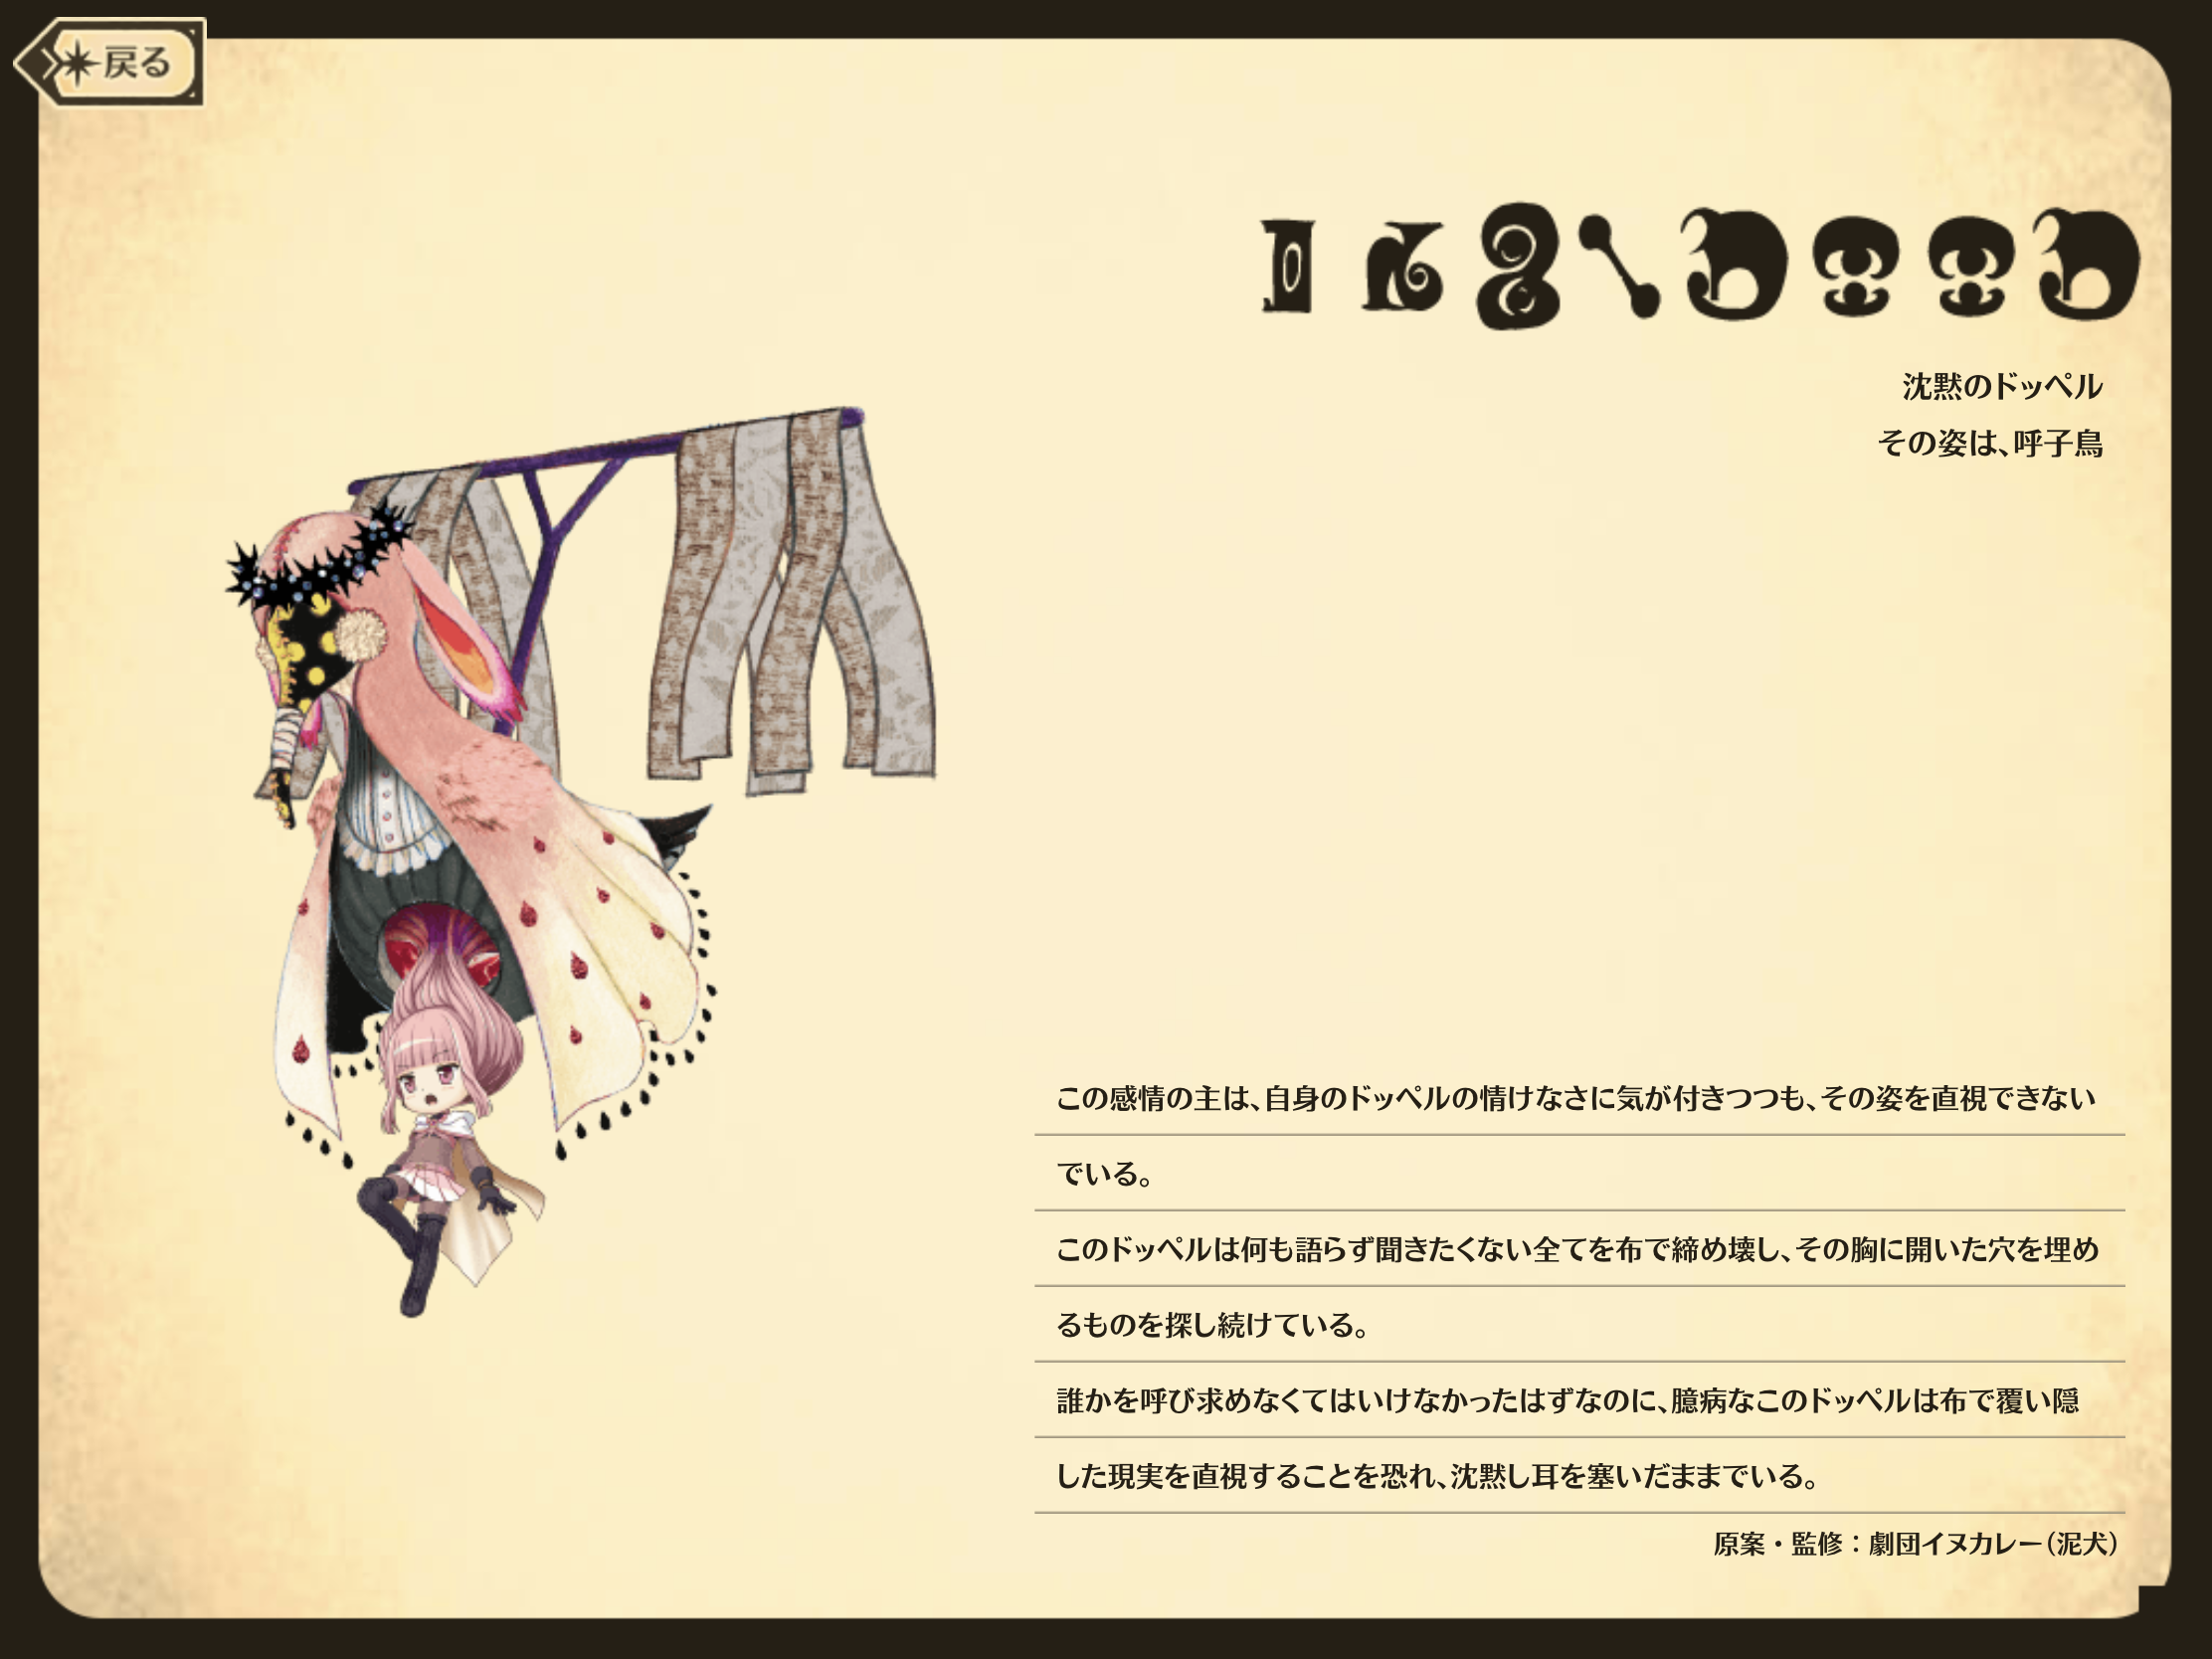 戻る
沈黙のドッペル
その姿は、呼子鳥
この感情の主は、自身のドッペルの情けなさに気が付きつつも、その姿を直視できない
でいる。
このドッペルは何も語らず聞きたくない全てを布で締め壊し、その胸に開いた穴を埋め
るものを探し続けている。
誰かを呼び求めなくてはいけなかったはずなのに、臆病なこのドッペルは布で覆い隠
した現実を直視することを恐れ、沈黙し耳を塞いだままでいる。
原案・監修：劇団イヌカレー（泥犬）